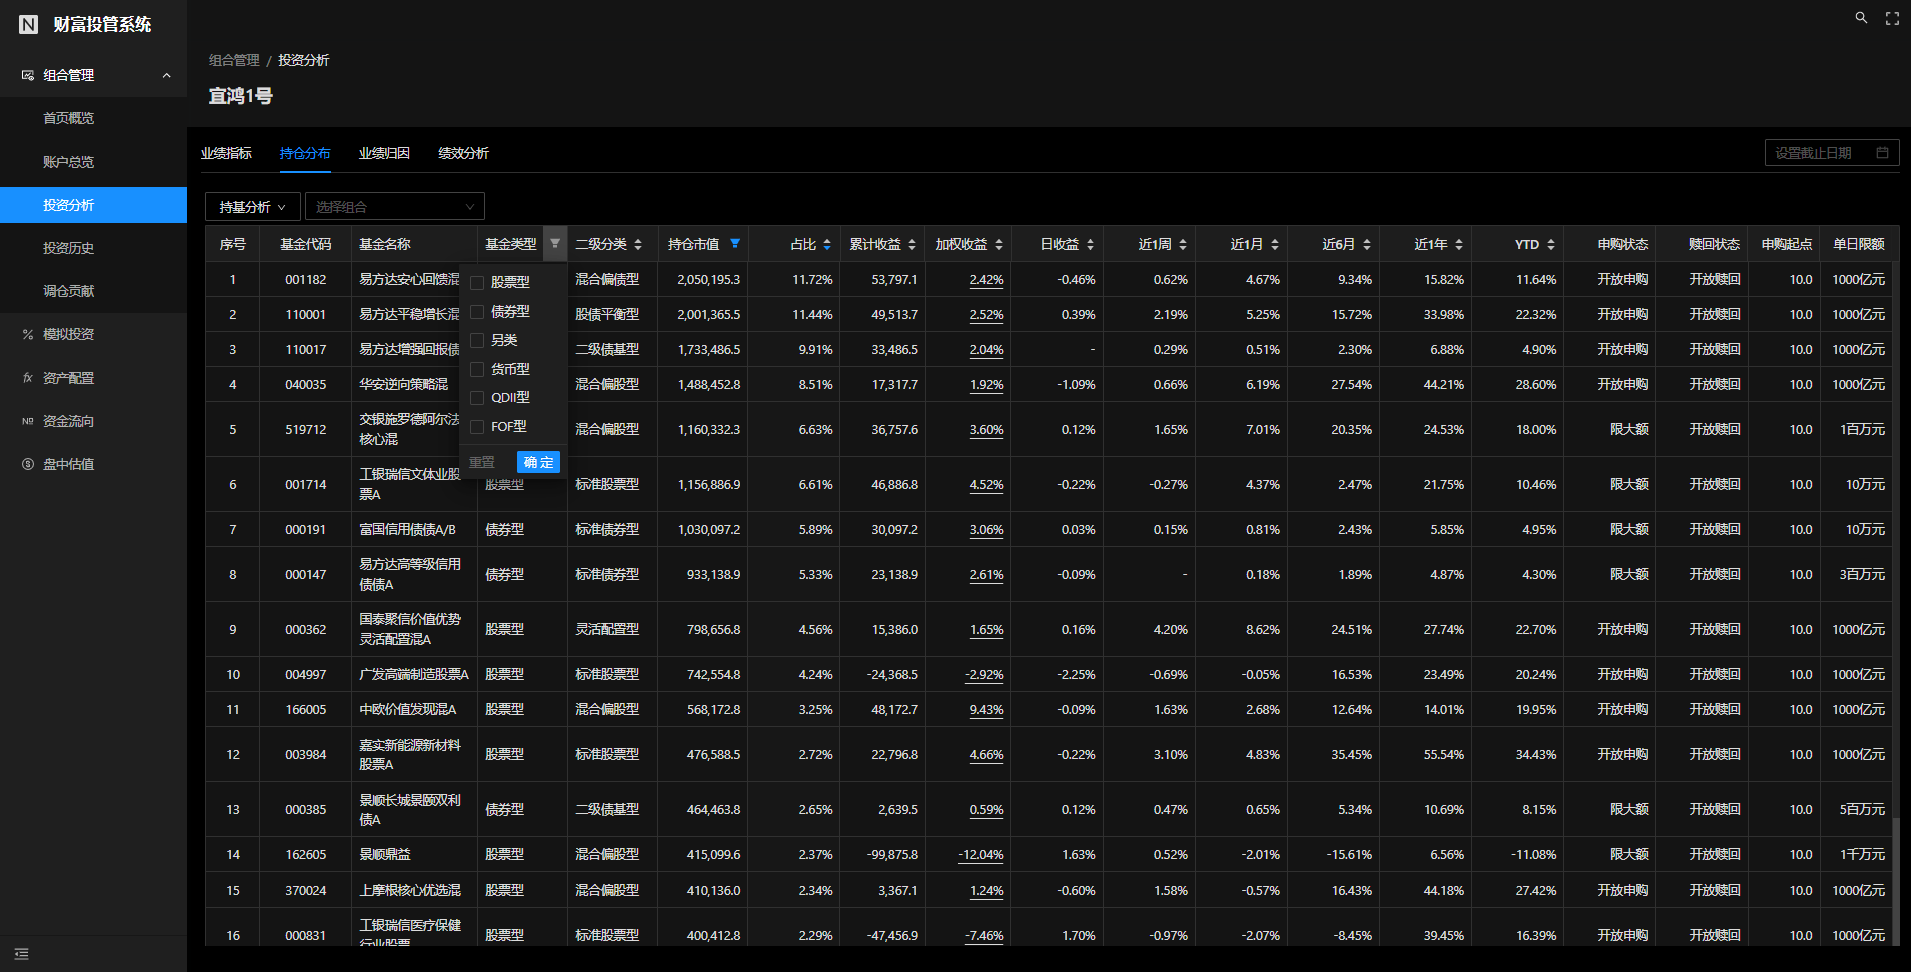 财富投管系统
组合管理
首页概览
账户总览
投资分析
投资历史
调仓贡献
模拟投资
资产配置
资金流向
盘中估值
组合管理 / 投资分析
宜鸿1号
业绩指标 持仓分布 业绩归因 绩效分析 设置截止日期
持基分析 选择组合
序号 基金代码 基金名称 基金类型 二级分类 持仓市值 占比 累计收益 加权收益 日收益 近1周 近1月 近6月 近1年 YTD 申购状态 赎回状态 申购起点 单日限额
1 001182 易方达安心回馈混 混合偏债型 2,050,195.3 11.72% 53,797.1 2.42% -0.46% 0.62% 4.67% 9.34% 15.82% 11.64% 开放申购 开放赎回 10.0 1000亿元
2 110001 易方达平稳增长混 股债平衡型 2,001,365.5 11.44% 49,513.7 2.52% 0.39% 2.19% 5.25% 15.72% 33.98% 22.32% 开放申购 开放赎回 10.0 1000亿元
3 110017 易方达增强回报债 二级债基型 1,733,486.5 9.91% 33,486.5 2.04% - 0.29% 0.51% 2.30% 6.88% 4.90% 开放申购 开放赎回 10.0 1000亿元
4 040035 华安逆向策略混 混合偏股型 1,488,452.8 8.51% 17,317.7 1.92% -1.09% 0.66% 6.19% 27.54% 44.21% 28.60% 开放申购 开放赎回 10.0 1000亿元
5 519712 交银施罗德阿尔法核心混 混合偏股型 1,160,332.3 6.63% 36,757.6 3.60% 0.12% 1.65% 7.01% 20.35% 24.53% 18.00% 限大额 开放赎回 10.0 1百万元
6 001714 工银瑞信文体业股票A 股票型 标准股票型 1,156,886.9 6.61% 46,886.8 4.52% -0.22% -0.27% 4.37% 2.47% 21.75% 10.46% 限大额 开放赎回 10.0 10万元
7 000191 富国信用债债A/B 债券型 标准债券型 1,030,097.2 5.89% 30,097.2 3.06% 0.03% 0.15% 0.81% 2.43% 5.85% 4.95% 限大额 开放赎回 10.0 10万元
8 000147 易方达高等级信用债债A 债券型 标准债券型 933,138.9 5.33% 23,138.9 2.61% -0.09% - 0.18% 1.89% 4.87% 4.30% 限大额 开放赎回 10.0 3百万元
9 000362 国泰聚信价值优势灵活配置混A 股票型 灵活配置型 798,656.8 4.56% 15,386.0 1.65% 0.16% 4.20% 8.62% 24.51% 27.74% 22.70% 开放申购 开放赎回 10.0 1000亿元
10 004997 广发高端制造股票A 股票型 标准股票型 742,554.8 4.24% -24,368.5 -2.92% -2.25% -0.69% -0.05% 16.53% 23.49% 20.24% 开放申购 开放赎回 10.0 1000亿元
11 166005 中欧价值发现混A 股票型 混合偏股型 568,172.8 3.25% 48,172.7 9.43% -0.09% 1.63% 2.68% 12.64% 14.01% 19.95% 开放申购 开放赎回 10.0 1000亿元
12 003984 嘉实新能源新材料股票A 股票型 标准股票型 476,588.5 2.72% 22,796.8 4.66% -0.22% 3.10% 4.83% 35.45% 55.54% 34.43% 开放申购 开放赎回 10.0 1000亿元
13 000385 景顺长城景颐双利债A 债券型 二级债基型 464,463.8 2.65% 2,639.5 0.59% 0.12% 0.47% 0.65% 5.34% 10.69% 8.15% 限大额 开放赎回 10.0 5百万元
14 162605 景顺鼎益 股票型 混合偏股型 415,099.6 2.37% -99,875.8 -12.04% 1.63% 0.52% -2.01% -15.61% 6.56% -11.08% 限大额 开放赎回 10.0 1千万元
15 370024 上摩根核心优选混 股票型 混合偏股型 410,136.0 2.34% 3,367.1 1.24% -0.60% 1.58% -0.57% 16.43% 44.18% 27.42% 开放申购 开放赎回 10.0 1000亿元
16 000831 工银瑞信医疗保健行业股票 股票型 标准股票型 400,412.8 2.29% -47,456.9 -7.46% 1.70% -0.97% -2.07% -8.45% 39.45% 16.39% 开放申购 开放赎回 10.0 1000亿元
股票型
债券型
另类
货币型
QDII型
FOF型
重置 确 定